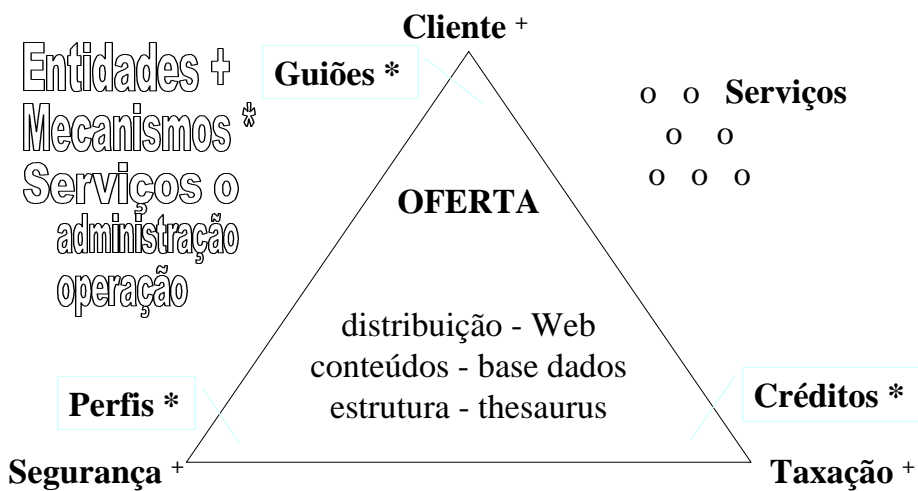 Cliente +
Entidades +
Mecanismos *
Serviços o
administração
operação
Guiões *
o o Serviços
o o
o o o
OFERTA
distribuição - Web
conteúdos - base dados
estrutura - thesaurus
Perfis *
Créditos *
Segurança +
Taxação +